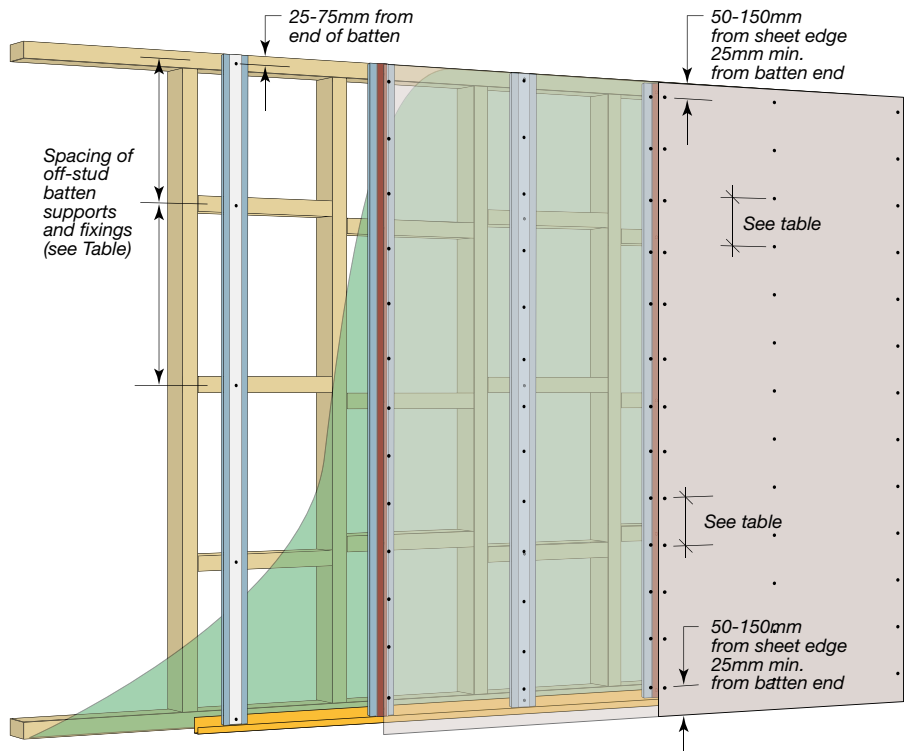 25-75mm from
end of batten
50-150mm
from sheet edge
25mm min.
from batten end
Spacing of
off-stud
batten
supports
and fixings
(see Table)
See table
See table
50-150mm
from sheet edge
25mm min.
from batten end